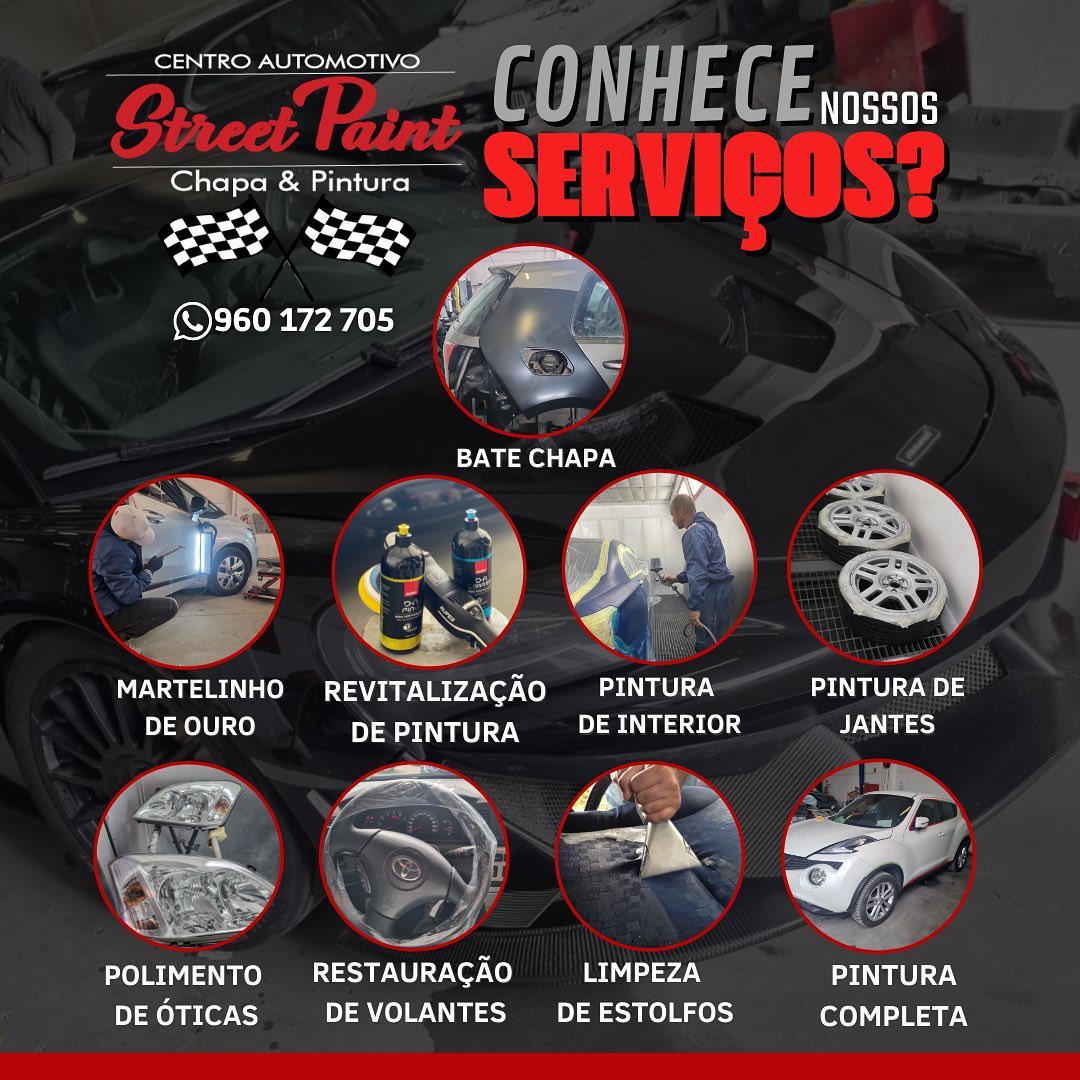 CENTRO AUTOMOTIVO
Street Paint
Chapa & Pintura
960 172 705
CONHECE NOSSOS
SERVIÇOS?
BATE CHAPA
MARTELINHO
DE OURO
REVITALIZAÇÃO
DE PINTURA
PINTURA
DE INTERIOR
PINTURA DE
JANTES
POLIMENTO
DE ÓTICAS
RESTAURAÇÃO
DE VOLANTES
LIMPEZA
DE ESTOLFOS
PINTURA
COMPLETA